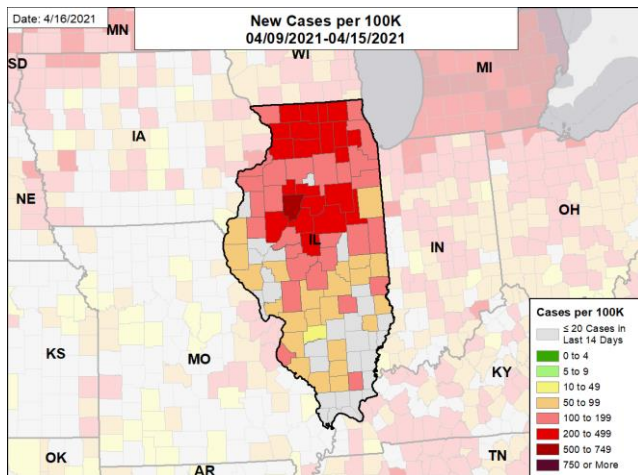 Date: 4/16/2021
New Cases per 100K
04/09/2021-04/15/2021
MN
SD
WI
MI
IA
NE
OH
IL
IN
KS
MO
KY
OK
AR
TN
Cases per 100K
≤ 20 Cases in
Last 14 Days
0 to 4
5 to 9
10 to 49
50 to 99
100 to 199
200 to 499
500 to 749
750 or More